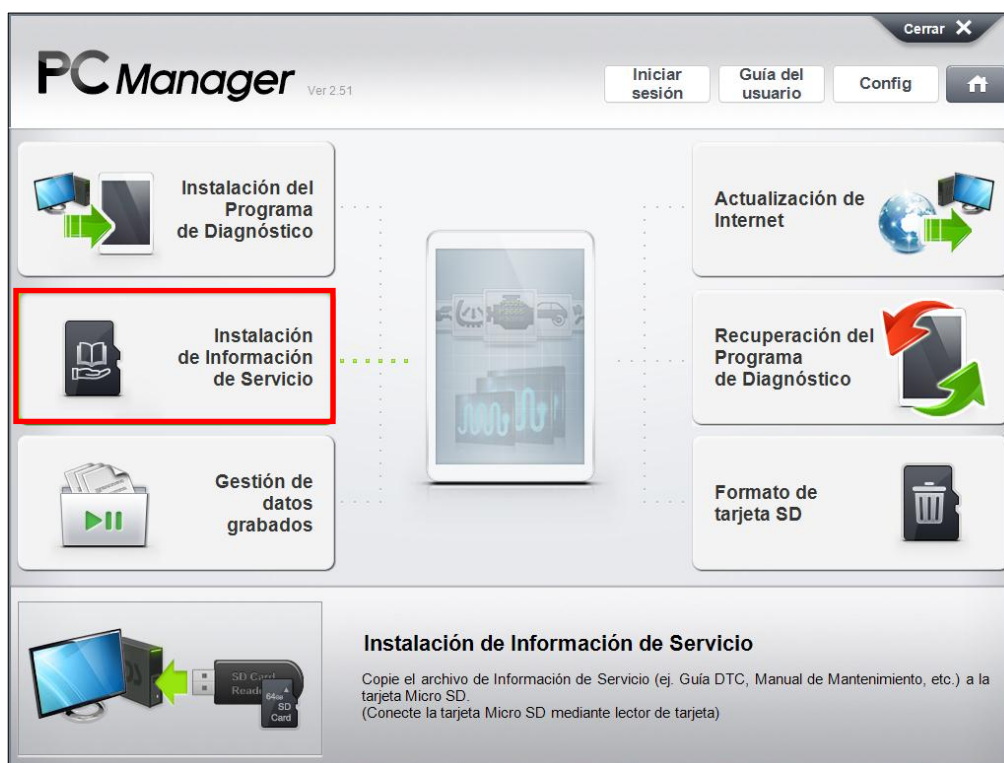 Cerrar X
PC Manager Ver 2.51
Iniciar
sesión
Guía del
usuario
Config
Instalación del
Programa
de Diagnóstico
Actualización de
Internet
Instalación
de Información
de Servicio
Recuperación del
Programa
de Diagnóstico
Gestión de
datos
grabados
Formato de
tarjeta SD
SD Card
64GB
SD
Card
Instalación de Información de Servicio
Copie el archivo de Información de Servicio (ej. Guía DTC, Manual de Mantenimiento, etc.) a la
tarjeta Micro SD.
(Conecte la tarjeta Micro SD mediante lector de tarjeta)